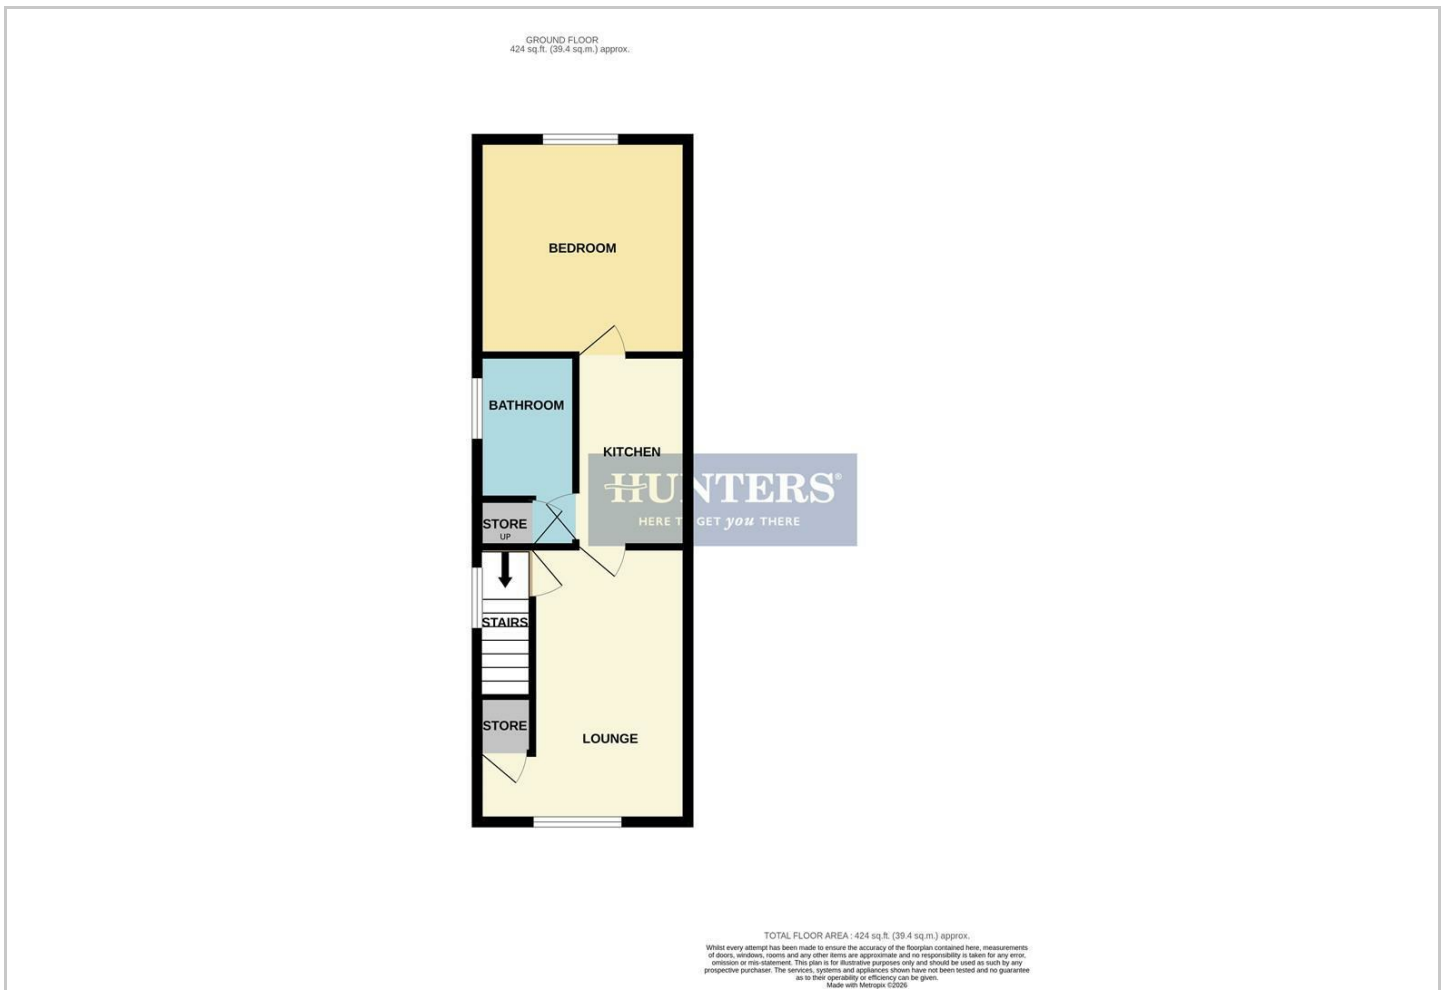 GROUND FLOOR
424 sq.ft. (39.4 sq.m.) approx.
BEDROOM
BATHROOM
KITCHEN
HUNTERS®
HERE TO GET you THERE
STORE
UP
STAIRS
STORE
LOUNGE
TOTAL FLOOR AREA : 424 sq.ft. (39.4 sq.m.) approx.
Whilst every attempt has been made to ensure the accuracy of the floorplan contained here, measurements
of doors, windows, rooms and any other items are approximate and no responsibility is taken for any error,
omission or mis-statement. This plan is for illustrative purposes only and should be used as such by any
prospective purchaser. The services, systems and appliances shown have not been tested and no guarantee
as to their operability or efficiency can be given.
Made with Metropix ©2026